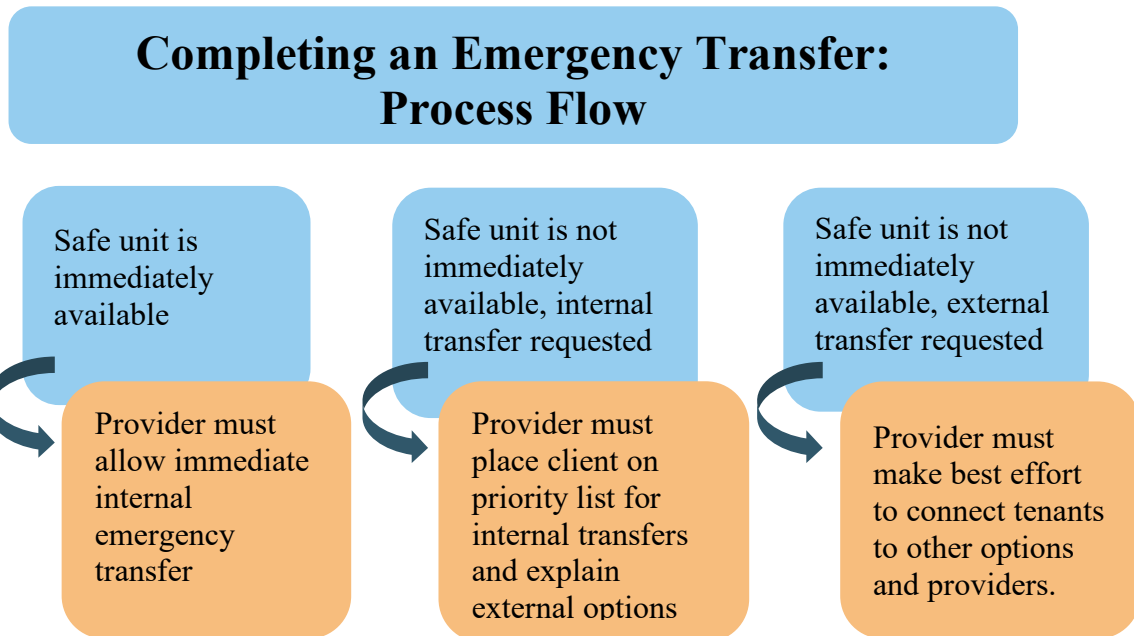 Completing an Emergency Transfer:
Process Flow
Safe unit is
immediately
available
Provider must
allow immediate
internal
emergency
transfer
Safe unit is not
immediately
available, internal
transfer requested
Provider must
place client on
priority list for
internal transfers
and explain
external options
Safe unit is not
immediately
available, external
transfer requested
Provider must
make best effort
to connect tenants
to other options
and providers.